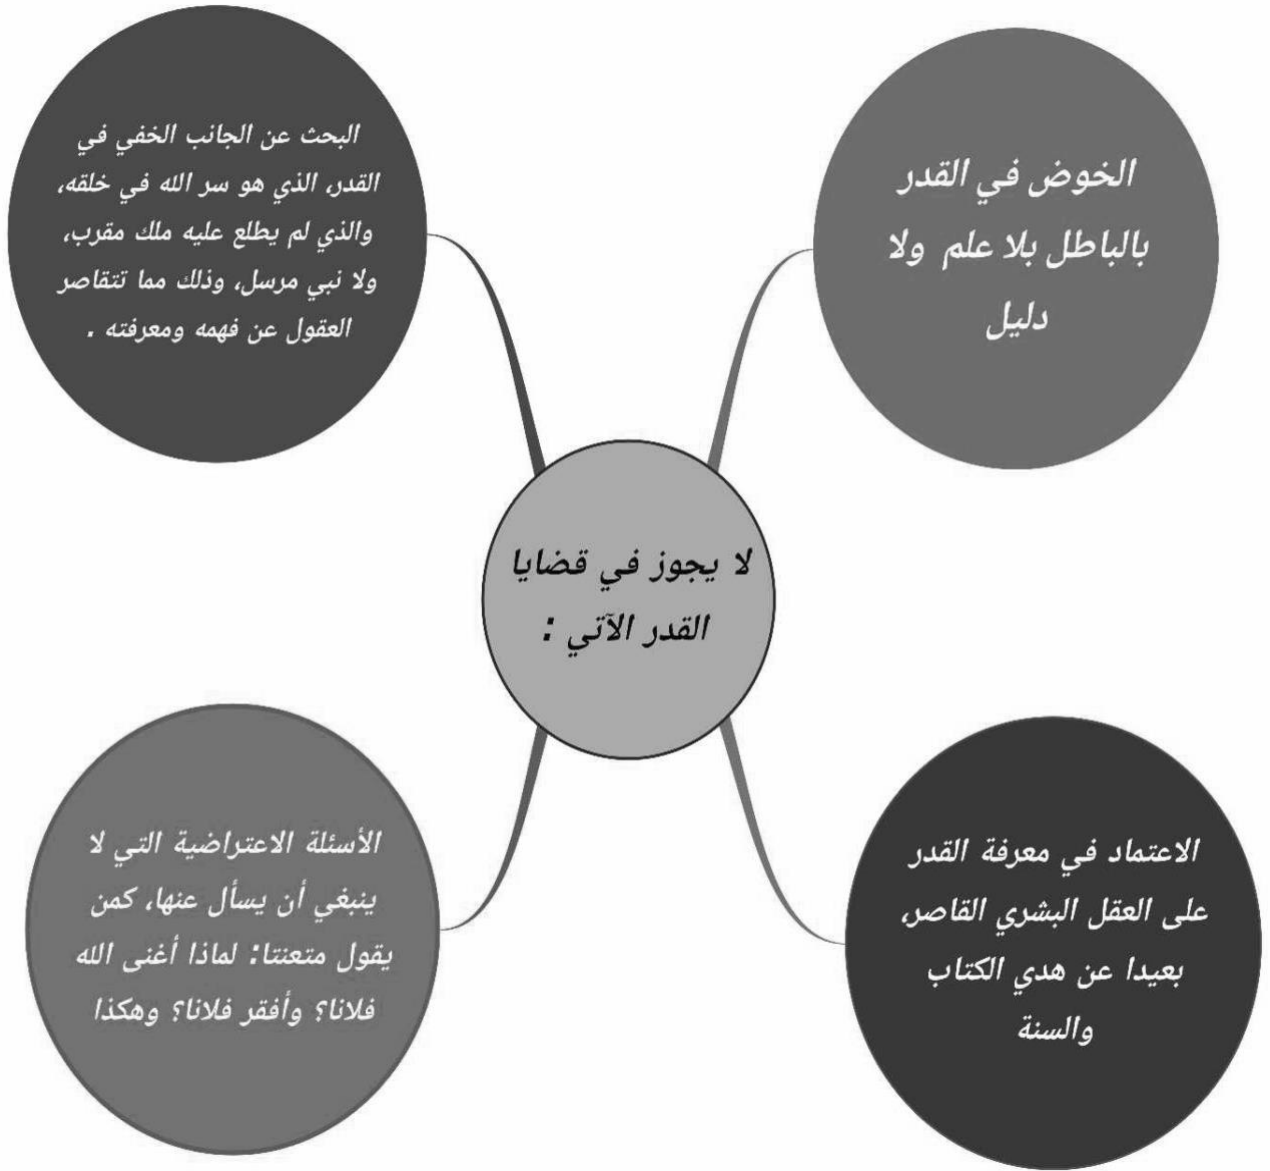 لا يجوز في قضايا
القدر الآتي :
الخوض في القدر
بالباطل بلا علم ولا
دليل
الاعتماد في معرفة القدر
على العقل البشري القاصر،
بعيدا عن هدي الكتاب
والسنة
البحث عن الجانب الخفي في
القدر، الذي هو سر الله في خلقه،
والذي لم يطلع عليه ملك مقرب،
ولا نبي مرسل، وذلك مما تتقاصر
العقول عن فهمه ومعرفته .
الأسئلة الاعتراضية التي لا
ينبغي أن يسأل عنها، كمن
يقول متعنتا: لماذا أغنى الله
فلانا؟ وأفقر فلانا؟ وهكذا